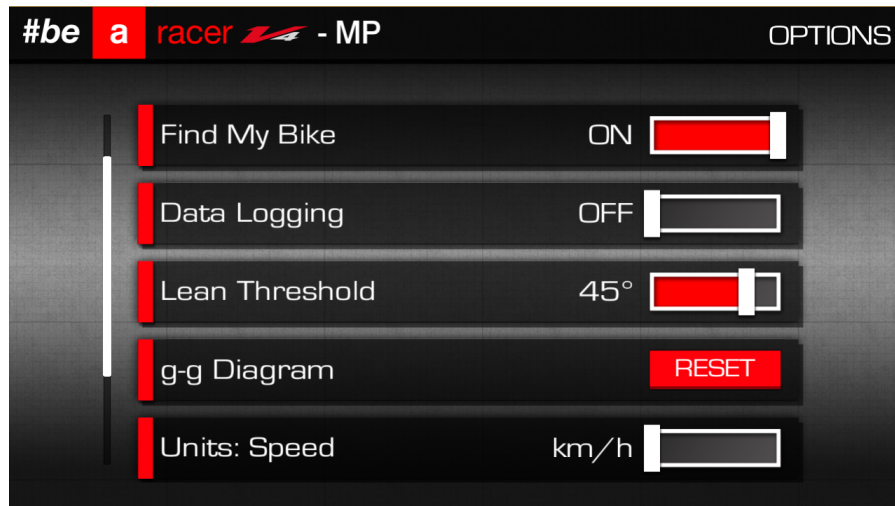 #be a racer V4 - MP OPTIONS
Find My Bike ON
Data Logging OFF
Lean Threshold 45°
g-g Diagram RESET
Units: Speed km/h